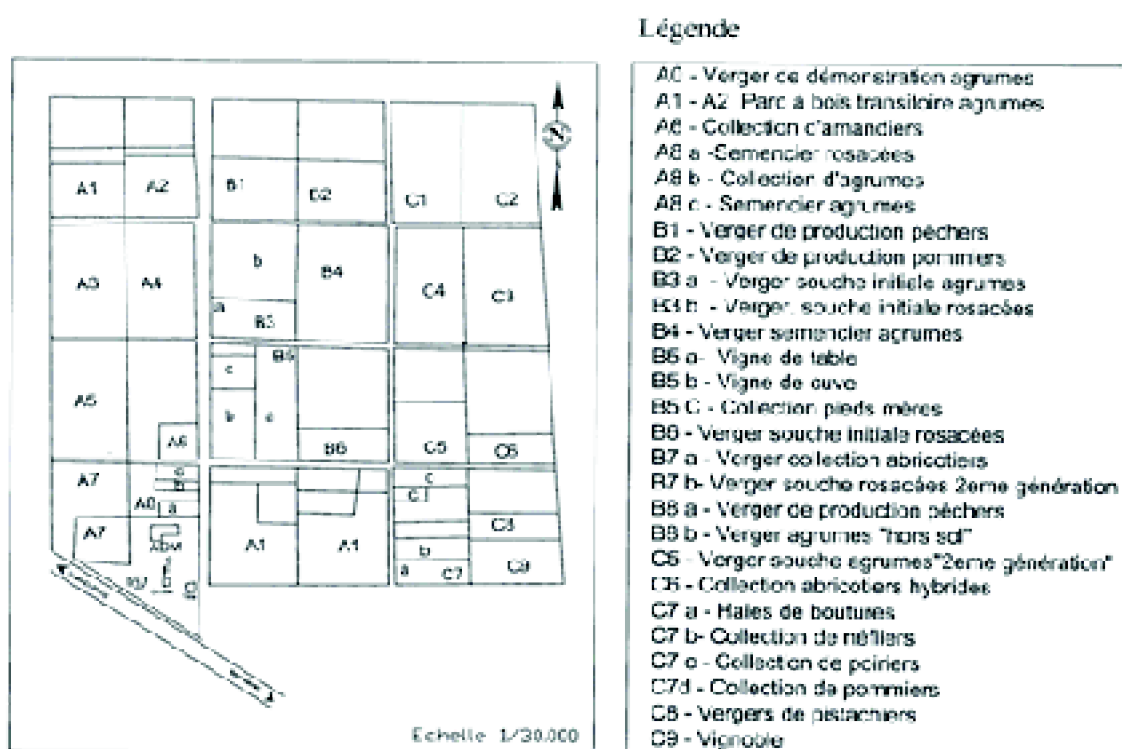 Légende
A0 - Verger de démonstration agrumes
A1 - A2 Parc à bois transitoire agrumes
A6 - Collection d'amandiers
A8 a -Semencier rosacées
A8 b - Collection d'agrumes
A8 c - Semencier agrumes
B1 - Verger de production pêchers
B2 - Verger de production pommiers
B3 a - Verger souche initiale agrumes
B3 b - Verger souche initiale rosacées
B4 - Verger semencier agrumes
B5 a- Vigne de table
B5 b - Vigne de cuve
B5 C - Collection pieds mères
B6 - Verger souche initiale rosacées
B7 a - Verger collection abricotiers
B7 b- Verger souche rosacées 2eme génération
B8 a - Verger de production pêchers
B8 b - Verger agrumes "hors sol"
C5 - Verger souche agrumes"2eme génération"
C6 - Collection abricotiers hybrides
C7 a - Haies de boutures
C7 b- Collection de néfliers
C7 c - Collection de poiriers
C7d - Collection de pommiers
C8 - Vergers de pistachiers
C9 - Vignoble
A1 A2 B1 B2 C1 C2
A3 A4 b B4 C4 C3
a B3
B5
A5 c
b
A6 B6 C5 C6
A7 c
b
A8 a C8
A7 ADM A1 A1 b C9
a C7
Echelle 1/30.000